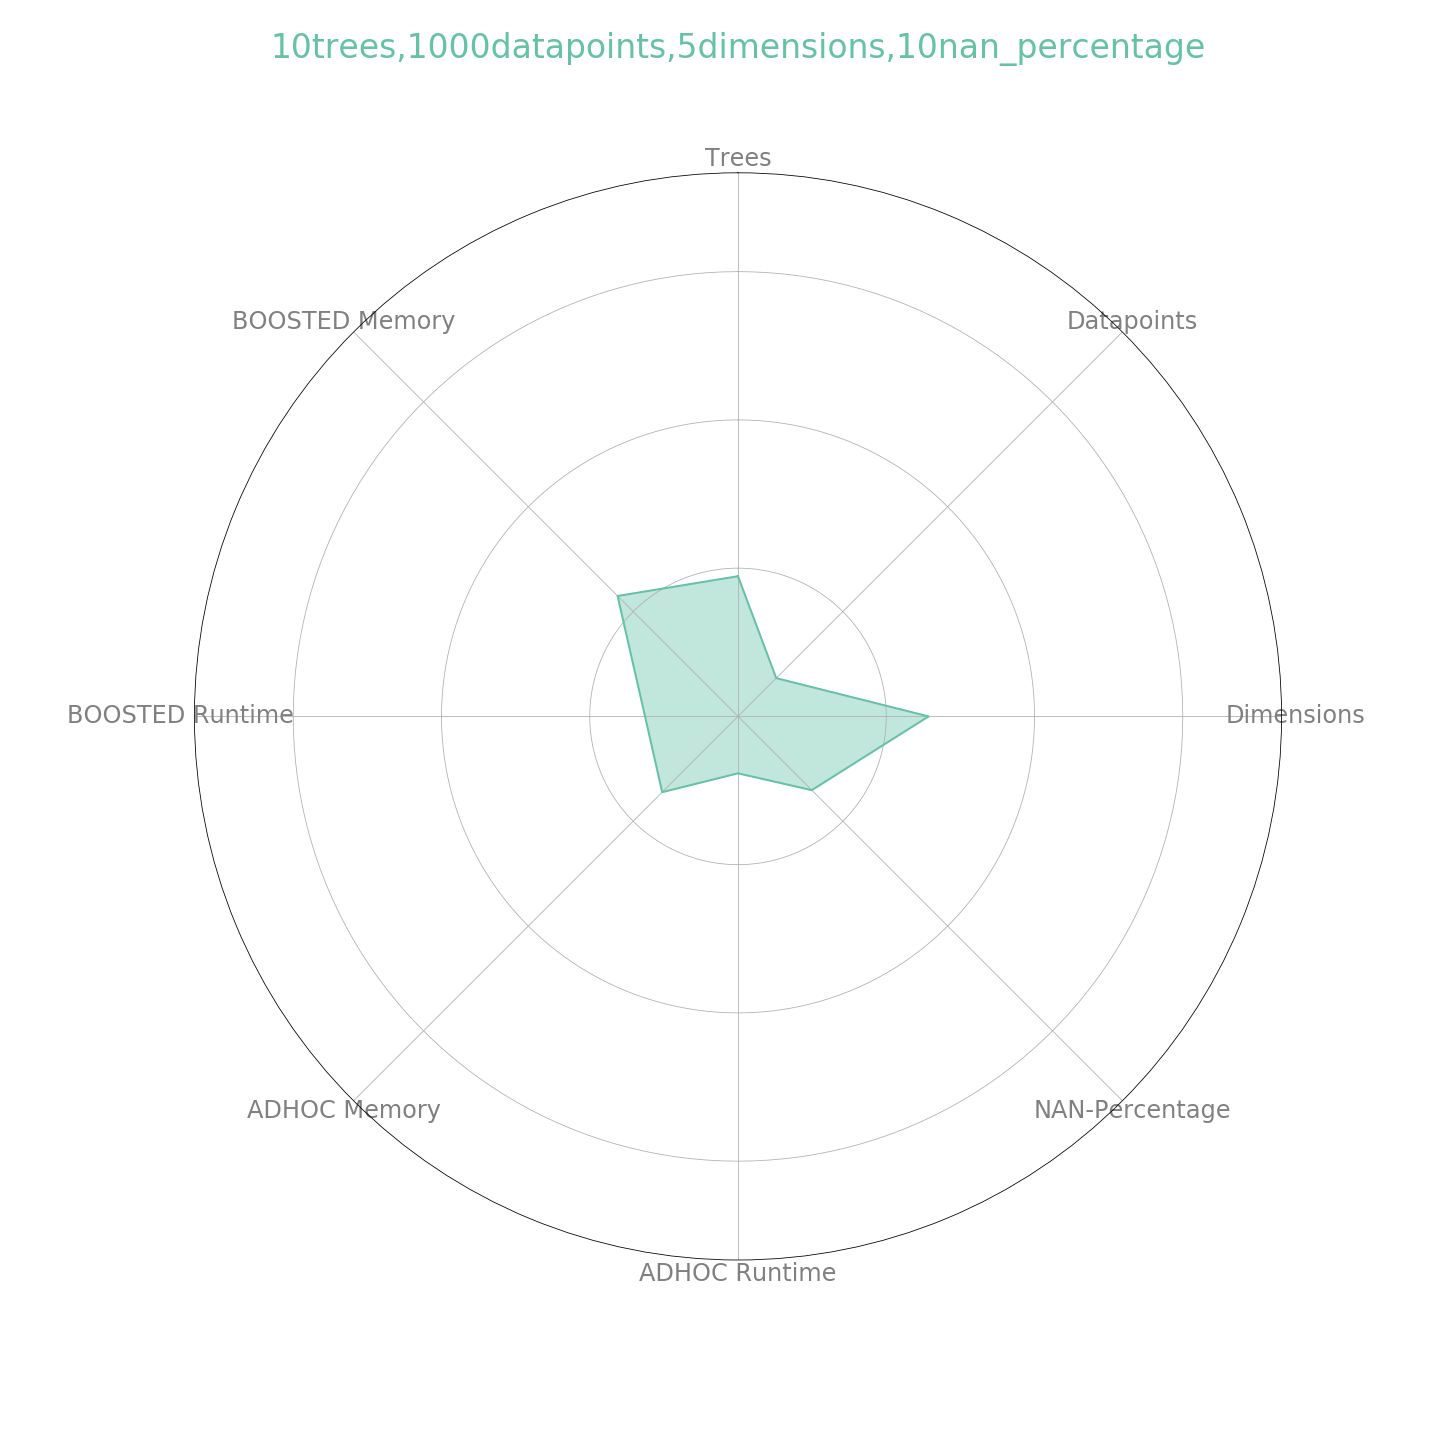 10trees,1000datapoints,5dimensions,10nan_percentage
Trees
BOOSTED Memory
Datapoints
BOOSTED Runtime
Dimensions
ADHOC Memory
NAN-Percentage
ADHOC Runtime